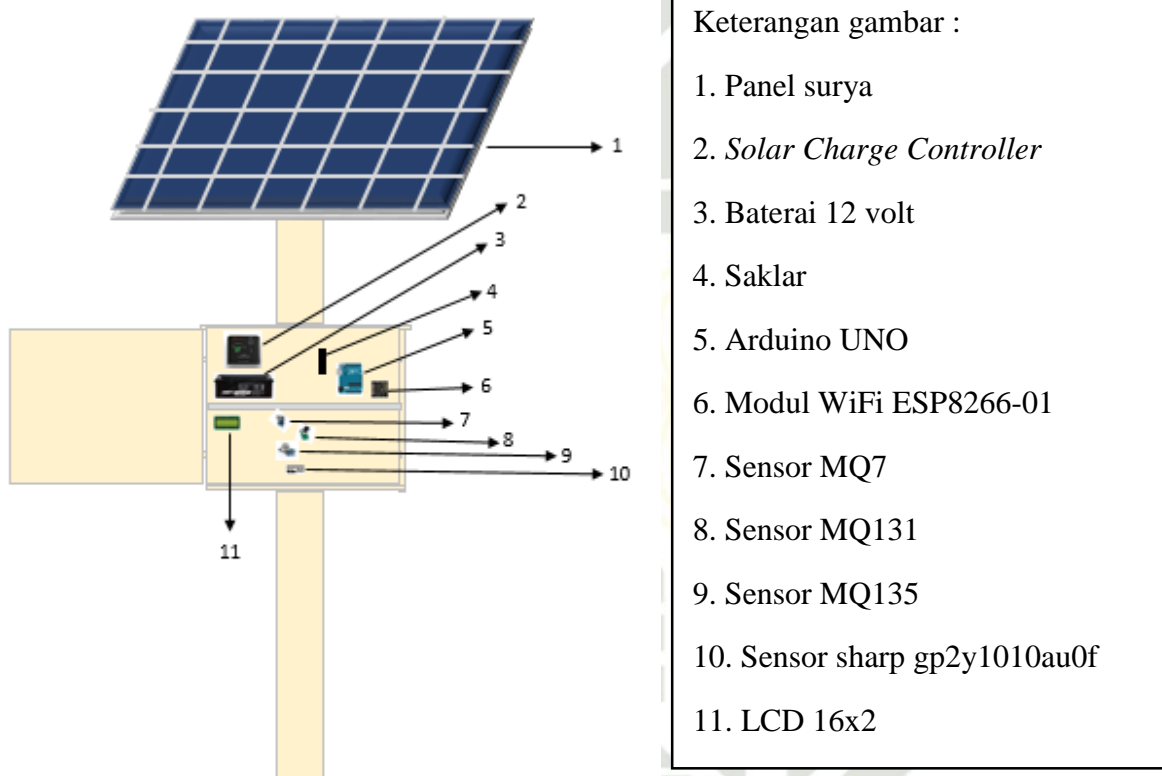 1
2
3
4
5
6
7
8
9
10
11
Keterangan gambar :
1. Panel surya
2. Solar Charge Controller
3. Baterai 12 volt
4. Saklar
5. Arduino UNO
6. Modul WiFi ESP8266-01
7. Sensor MQ7
8. Sensor MQ131
9. Sensor MQ135
10. Sensor sharp gp2y1010au0f
11. LCD 16x2